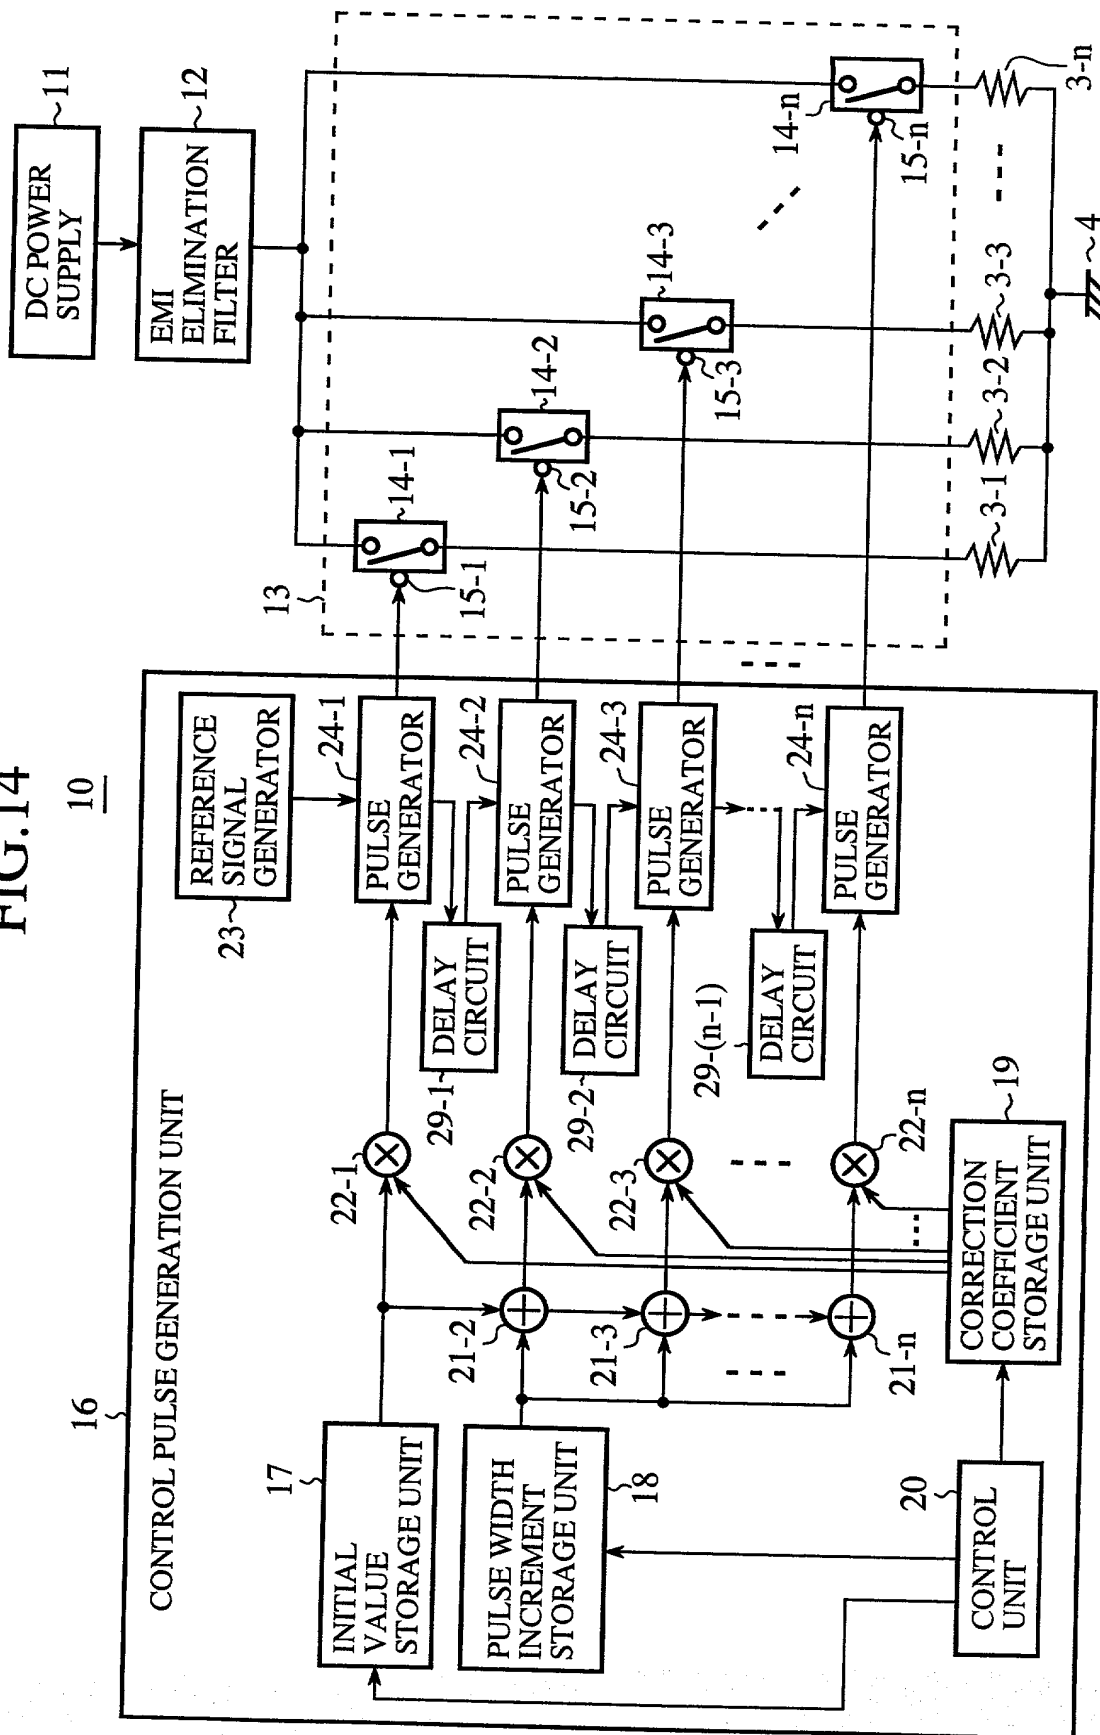 FIG.14
10
16
CONTROL PULSE GENERATION UNIT
17
INITIAL
VALUE
STORAGE UNIT
PULSE WIDTH
INCREMENT
STORAGE UNIT
18
20
CONTROL
UNIT
CORRECTION
COEFFICIENT
STORAGE UNIT
19
21-2
21-3
21-n
22-1
22-2
22-3
22-n
REFERENCE
SIGNAL
GENERATOR
23
24-1
PULSE
GENERATOR
29-1
DELAY
CIRCUIT
24-2
PULSE
GENERATOR
29-2
DELAY
CIRCUIT
24-3
PULSE
GENERATOR
29-(n-1)
DELAY
CIRCUIT
24-n
PULSE
GENERATOR
DC POWER
SUPPLY
11
EMI
ELIMINATION
FILTER
12
13
14-1
15-1
14-2
15-2
14-3
15-3
14-n
15-n
3-1
3-2
3-3
3-n
4